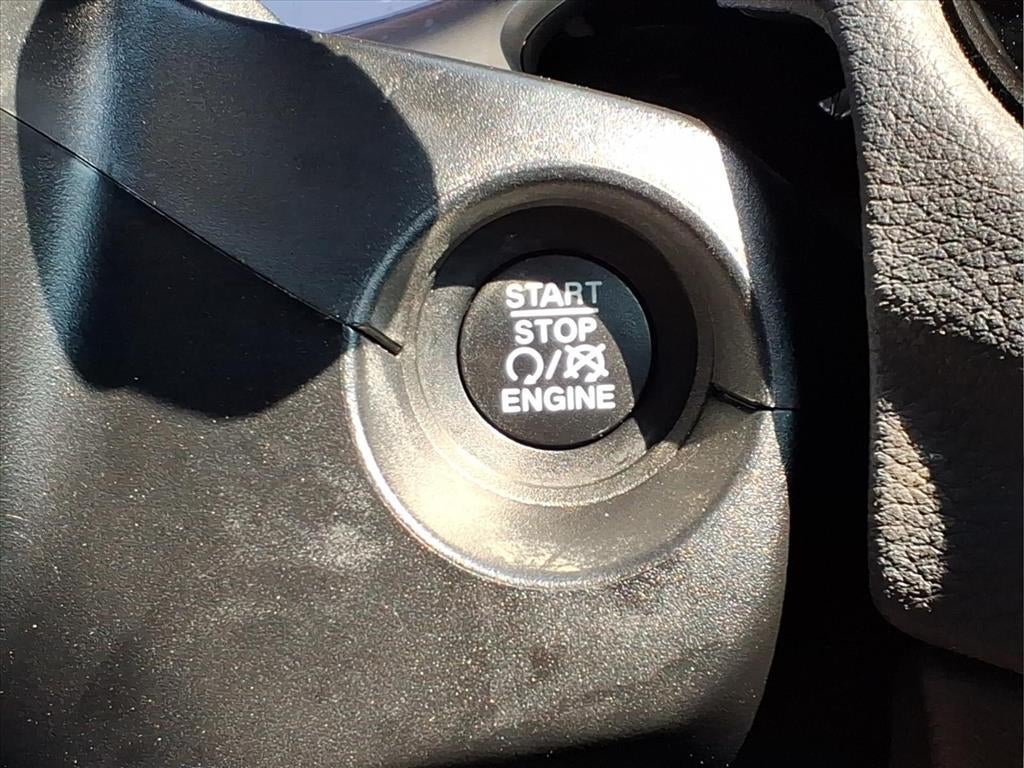 START
STOP
/
ENGINE